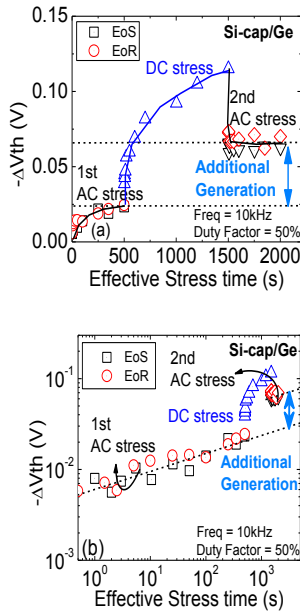 EoS
EoR
Si-cap/Ge
DC stress
2nd
AC stress
1st
AC stress
Additional
Generation
Freq = 10kHz
Duty Factor = 50%
(a)
0.15
0.10
0.05
0.00
-ΔVth (V)
0
500
1000
1500
2000
Effective Stress time (s)
Si-cap/Ge
EoS
EoR
2nd
AC stress
DC stress
1st
AC stress
Additional
Generation
Freq = 10kHz
Duty Factor = 50%
(b)
10⁻¹
10⁻²
10⁻³
-ΔVth (V)
10⁰
10¹
10²
10³
Effective Stress time (s)